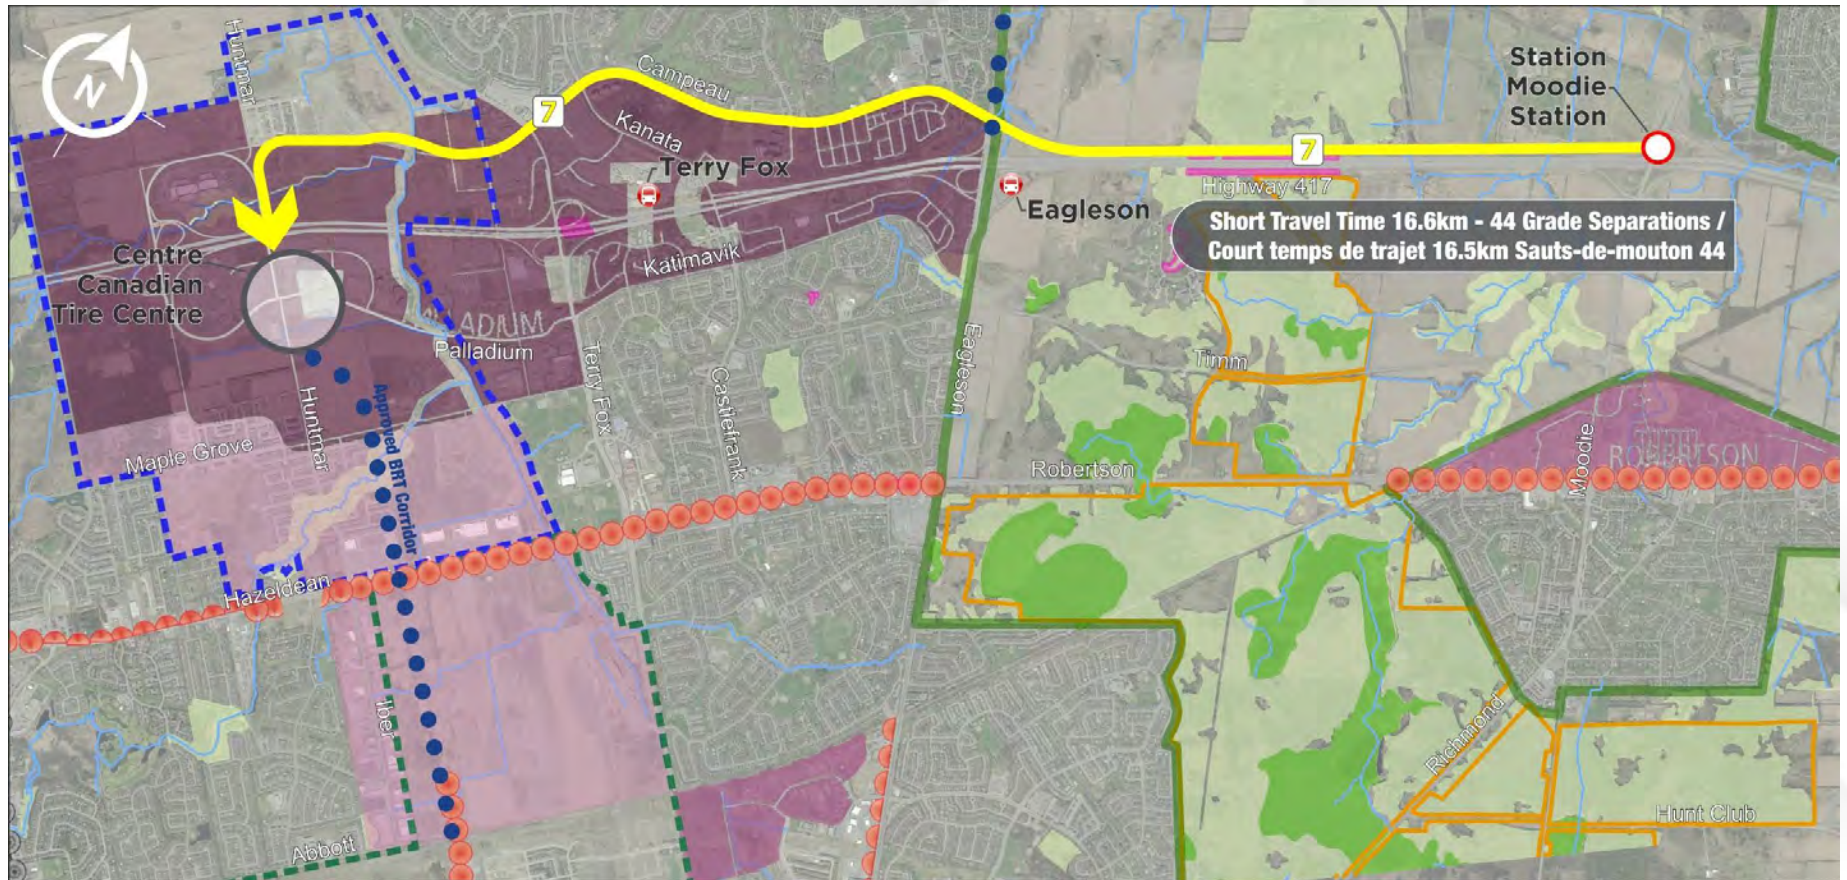 N
Huntmar
Campeau
7
Kanata
Terry Fox
Eagleson
Station
Moodie
Station
7
Highway 417
Short Travel Time 16.6km - 44 Grade Separations /
Court temps de trajet 16.5km Sauts-de-mouton 44
Centre
Canadian
Tire Centre
Katimavik
Palladium
Huntmar
Approved BRT Corridor
Terry Fox
Castlefrank
Eagleson
Timm
Maple Grove
Robertson
Moodie
ROBERTSON
Hazeldean
Iber
Richmond
Hunt Club
Abbott